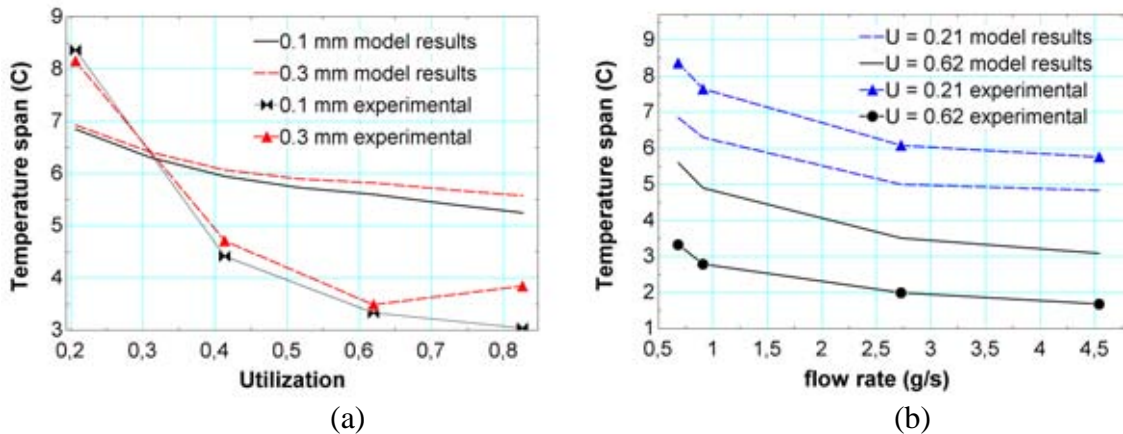 9
8
7
6
5
4
3
Temperature span (C)
0.1 mm model results
0.3 mm model results
0.1 mm experimental
0.3 mm experimental
0,2 0,3 0,4 0,5 0,6 0,7 0,8
Utilization
(a)
9
8
7
6
5
4
3
2
1
Temperature span (C)
U = 0.21 model results
U = 0.62 model results
U = 0.21 experimental
U = 0.62 experimental
0,5 1 1,5 2 2,5 3 3,5 4 4,5
flow rate (g/s)
(b)